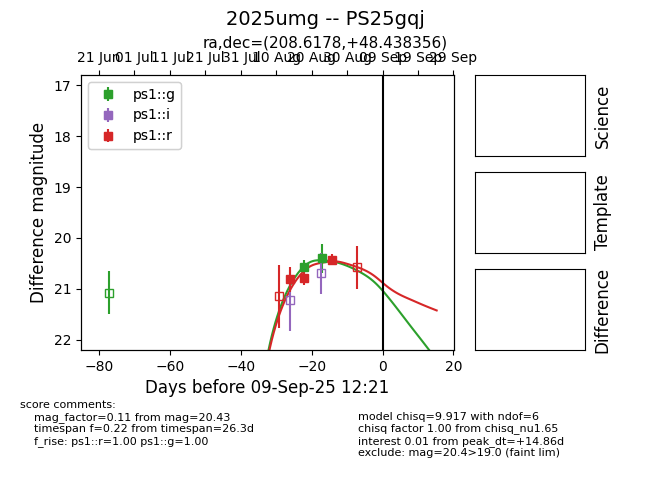 2025umg -- PS25gqj
ra,dec=(208.6178,+48.438356)
21 Jun 01 Jul 11 Jul 21 Jul 31 Jul 10 Aug 20 Aug 30 Aug 09 Sep 19 Sep 29 Sep
17
18
19
20
21
22
Difference magnitude
ps1::g
ps1::i
ps1::r
Science
Template
Difference
−80 −60 −40 −20 0 20
Days before 09-Sep-25 12:21
score comments:
mag_factor=0.11 from mag=20.43
timespan f=0.22 from timespan=26.3d
f_rise: ps1::r=1.00 ps1::g=1.00
model chisq=9.917 with ndof=6
chisq factor 1.00 from chisq_nu1.65
interest 0.01 from peak_dt=+14.86d
exclude: mag=20.4>19.0 (faint lim)